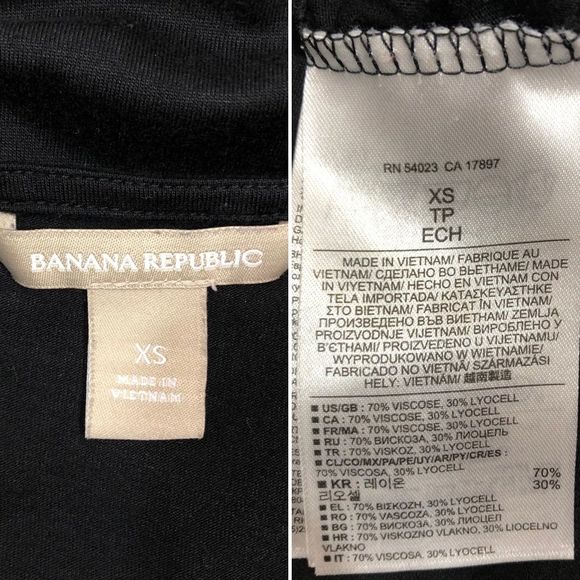 BANANA REPUBLIC
XS
MADE IN
VIETNAM
RN 54023 CA 17897
XS
TP
ECH
MADE IN VIETNAM/ FABRIQUE AU
VIETNAM/ СДЕЛАНО ВО ВЬЕТНАМЕ/ MADE
IN VIYETNAM/ HECHO EN VIETNAM CON
TELA IMPORTADA/ ΚΑΤΑΣΚΕΥΑΣΤΗΚΕ
ΣΤΟ ΒΙΕΤΝΑΜ/ FABRICAT ÎN VIETNAM/
ПРОИЗВЕДЕНО ВЪВ ВИЕТНАМ/ ZEMLJA
PROIZVODNJE VIJETNAM/ ВИРОБЛЕНО У
В'ЄТНАМІ/ PROIZVEDENO U VIJETNAMU/
WYPRODUKOWANO W WIETNAMIE/
FABRICADO NO VIETNÃ/ SZÁRMAZÁSI
HELY: VIETNÁM/ 越南製造
■ US/GB : 70% VISCOSE, 30% LYOCELL
■ CA : 70% VISCOSE, 30% LYOCELL
■ FR/MA : 70% VISCOSE, 30% LYOCELL
■ RU : 70% ВИСКОЗА, 30% ЛИОЦЕЛЬ
■ TR : 70% VISKOZ, 30% LYOCELL
■ CL/CO/MX/PA/PE/UY/AR/PY/CR/ES :
70% VISCOSA, 30% LYOCELL
■ KR : 레이온 70%
리오셀 30%
■ EL : 70% ΒΙΣΚΟΖΗ, 30% LYOCELL
■ RO : 70% VASCOZA, 30% LYOCELL
■ BG : 70% ВИСКОЗА, 30% ЛИОЦЕЛ
■ HR : 70% VISKOZNO VLAKNO, 30% LIOCELNO
VLAKNO
■ IT : 70% VISCOSA, 30% LYOCELL